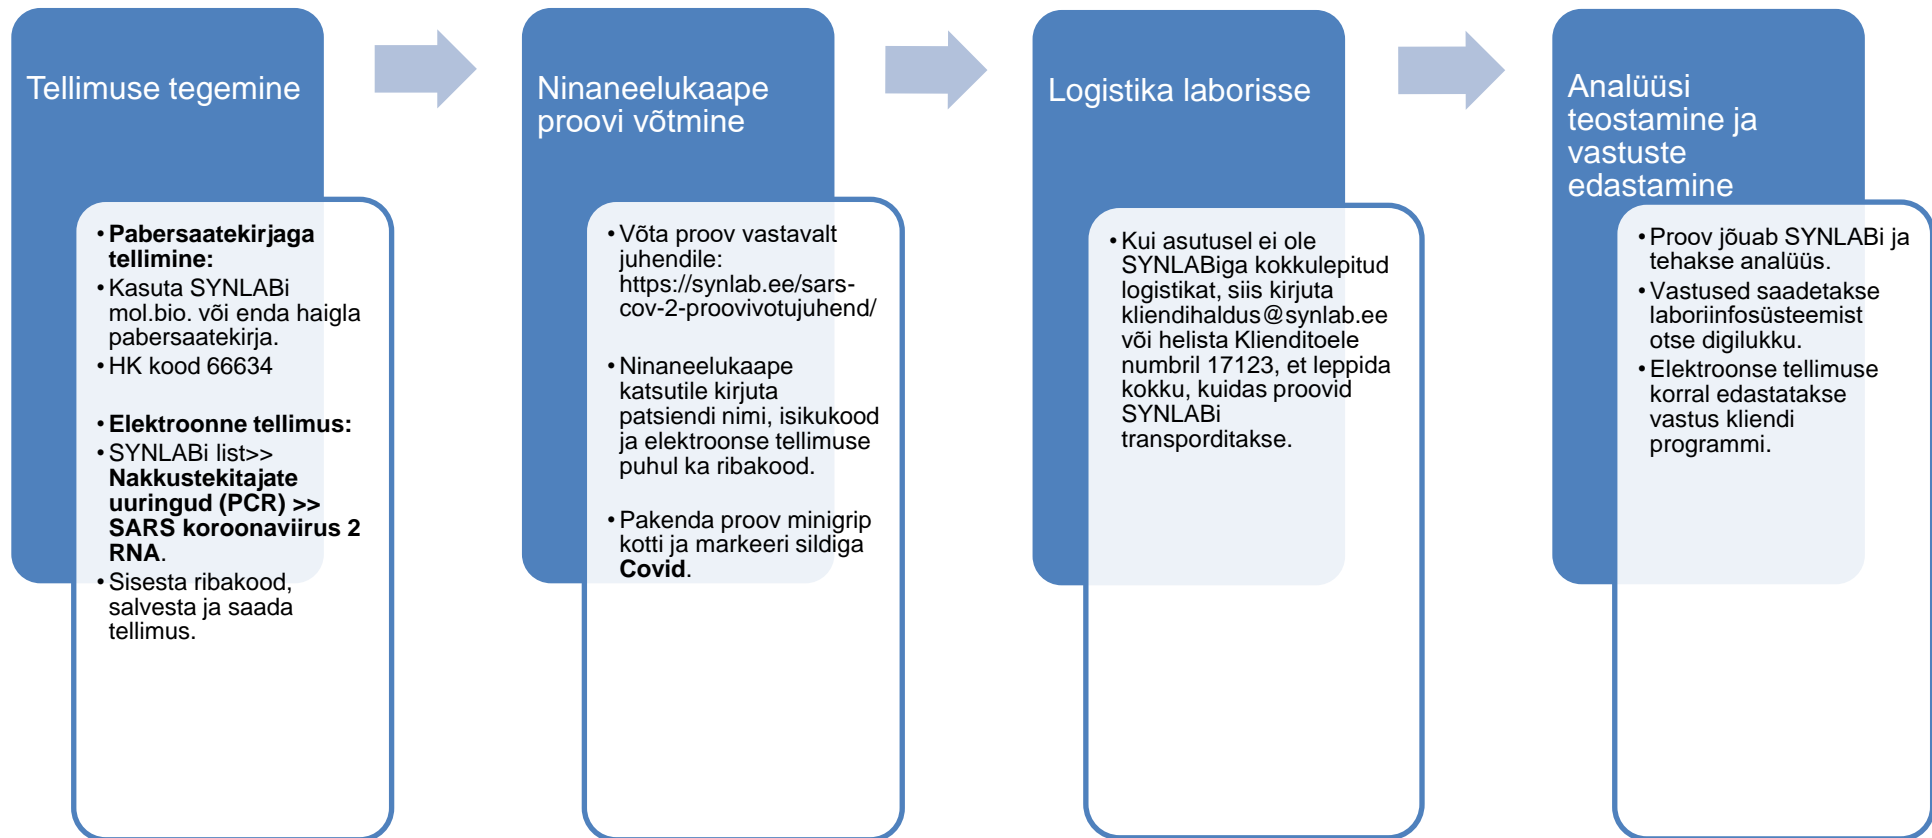 Tellimuse tegemine
• Pabersaatekirjaga
tellimine:
• Kasuta SYNLABi
mol.bio. või enda haigla
pabersaatekirja.
• HK kood 66634
• Elektroonne tellimus:
• SYNLABi list>>
Nakkustekitajate
uuringud (PCR) >>
SARS koroonaviirus 2
RNA.
• Sisesta ribakood,
salvesta ja saada
tellimus.
Ninaneelukaape
proovi võtmine
• Võta proov vastavalt
juhendile:
https://synlab.ee/sars-
cov-2-proovivotujuhend/
• Ninaneelukaape
katsutile kirjuta
patsiendi nimi, isikukood
ja elektroonse tellimuse
puhul ka ribakood.
• Pakenda proov minigrip
kotti ja markeeri sildiga
Covid.
Logistika laborisse
• Kui asutusel ei ole
SYNLABiga kokkulepitud
logistikat, siis kirjuta
kliendihaldus@synlab.ee
või helista Klienditoele
numbril 17123, et leppida
kokku, kuidas proovid
SYNLABi
transporditakse.
Analüüsi
teostamine ja
vastuste
edastamine
• Proov jõuab SYNLABi ja
tehakse analüüs.
• Vastused saadetakse
laboriinfosüsteemist
otse digilukku.
• Elektroonse tellimuse
korral edastatakse
vastus kliendi
programmi.